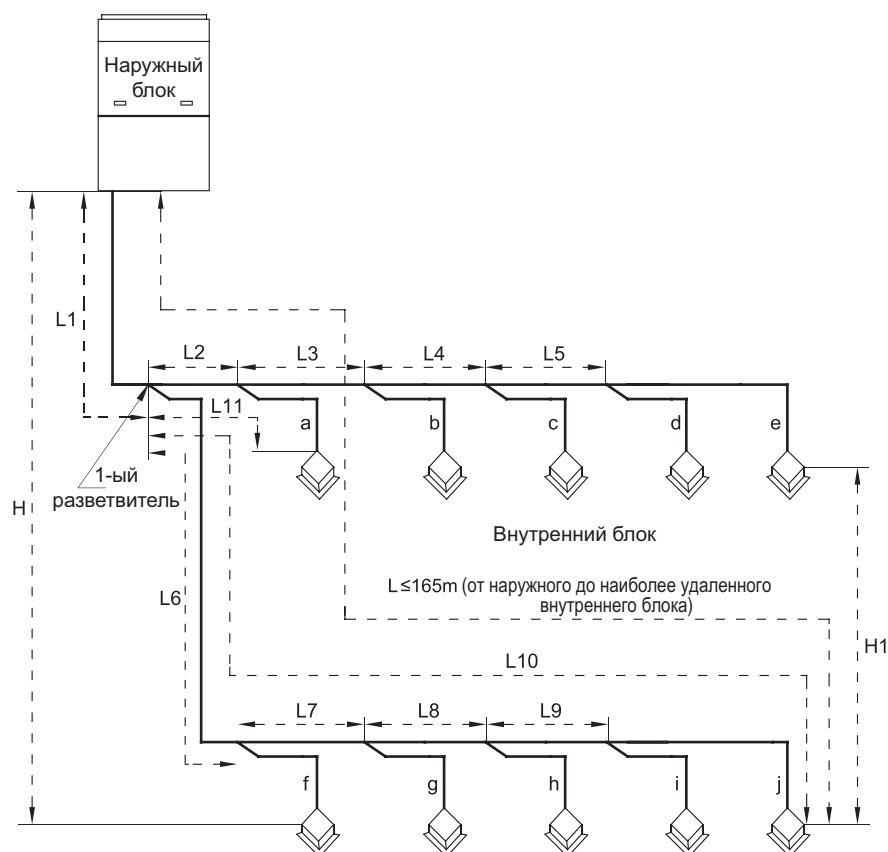 Наружный
блок
L1
L2
L3
L4
L5
L11
a
b
c
d
e
1-ый
разветвитель
H
Внутренний блок
L≤165m (от наружного до наиболее удаленного
внутреннего блока)
L6
H1
L10
L7
L8
L9
f
g
h
i
j